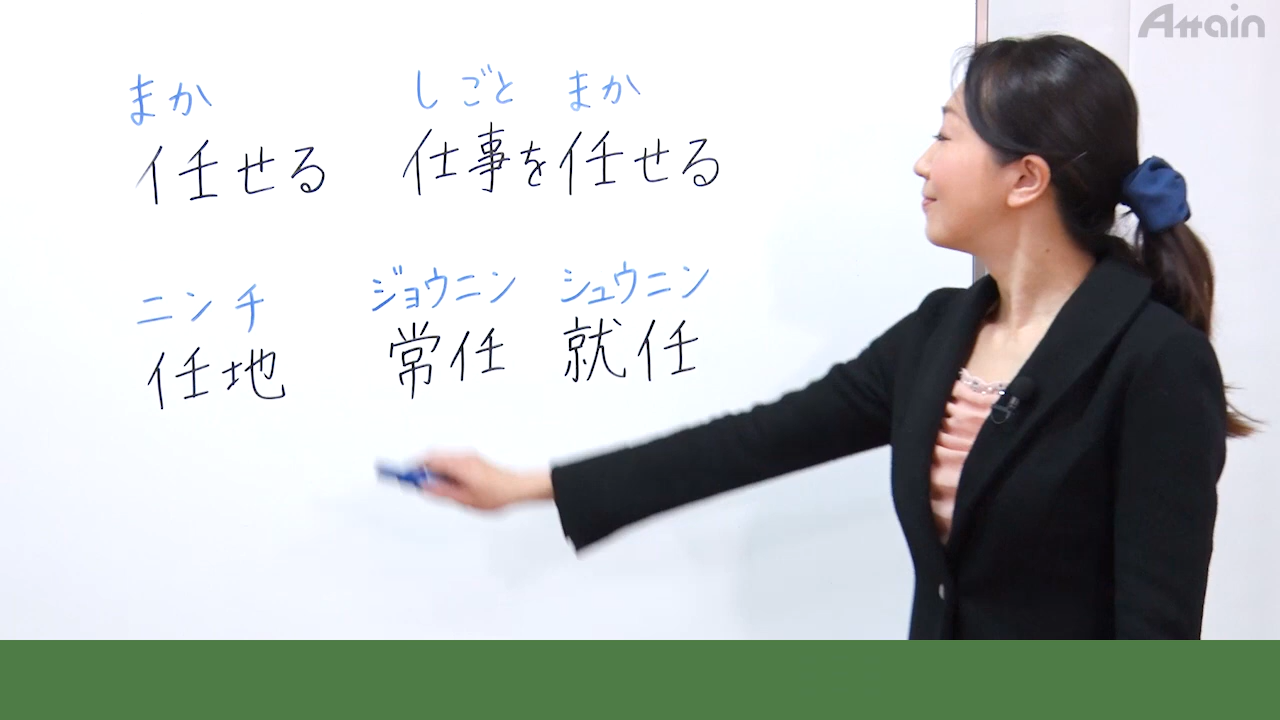 Attain
まか しごと まか
任せる 仕事を任せる
ニンチ ジョウニン シュウニン
任地 常任 就任